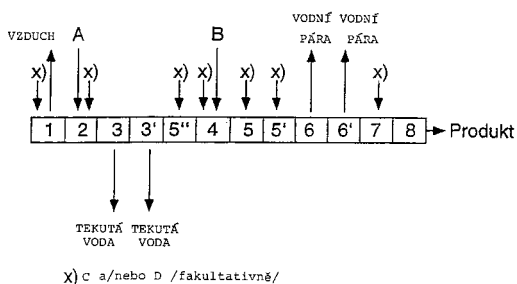 VODNÍ VODNÍ
VZDUCH A B PÁRA PÁRA
x) x) x) x) x) x) x)
1 2 3 3' 5" 4 5 5' 6 6' 7 8 Produkt
TEKUTÁ TEKUTÁ
VODA VODA
x) C a/nebo D /fakultativně/